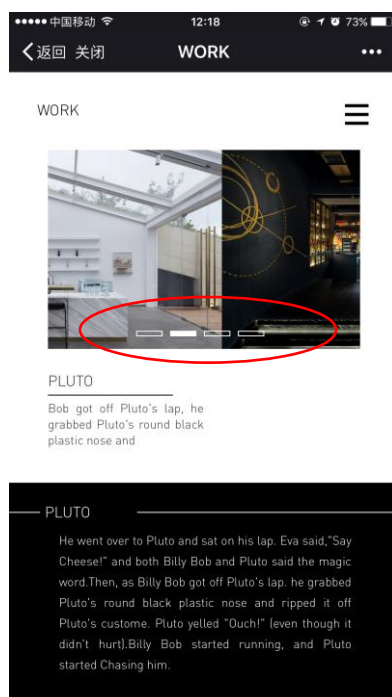 中国移动 12:18 73%
返回 关闭 WORK
WORK
PLUTO
Bob got off Pluto's lap, he
grabbed Pluto's round black
plastic nose and
PLUTO
He went over to Pluto and sat on his lap. Eva said,"Say
Cheese!" and both Billy Bob and Pluto said the magic
word.Then, as Billy Bob got off Pluto's lap. he grabbed
Pluto's round black plastic nose and ripped it off
Pluto's custome. Pluto yelled "Ouch!" (even though it
didn't hurt).Billy Bob started running, and Pluto
started Chasing him.